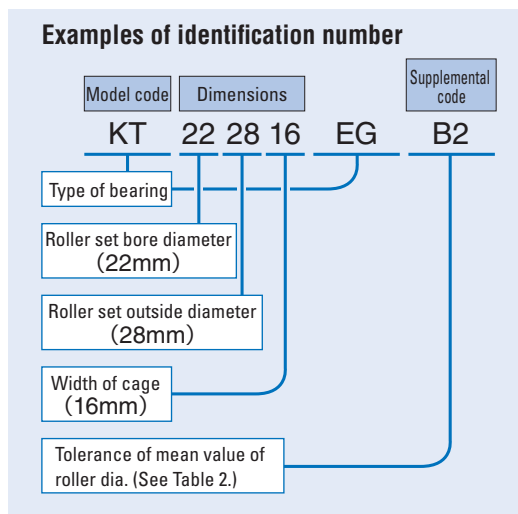 Examples of identification number
Model code Dimensions Supplemental code
KT 22 28 16 EG B2
Type of bearing
Roller set bore diameter
（22mm）
Roller set outside diameter
（28mm）
Width of cage
（16mm）
Tolerance of mean value of
roller dia. (See Table 2.)